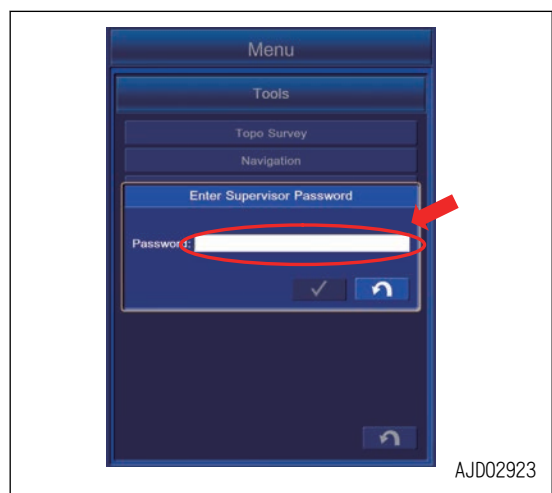 Menu
Tools
Topo Survey
Navigation
Enter Supervisor Password
Password:
AJD02923